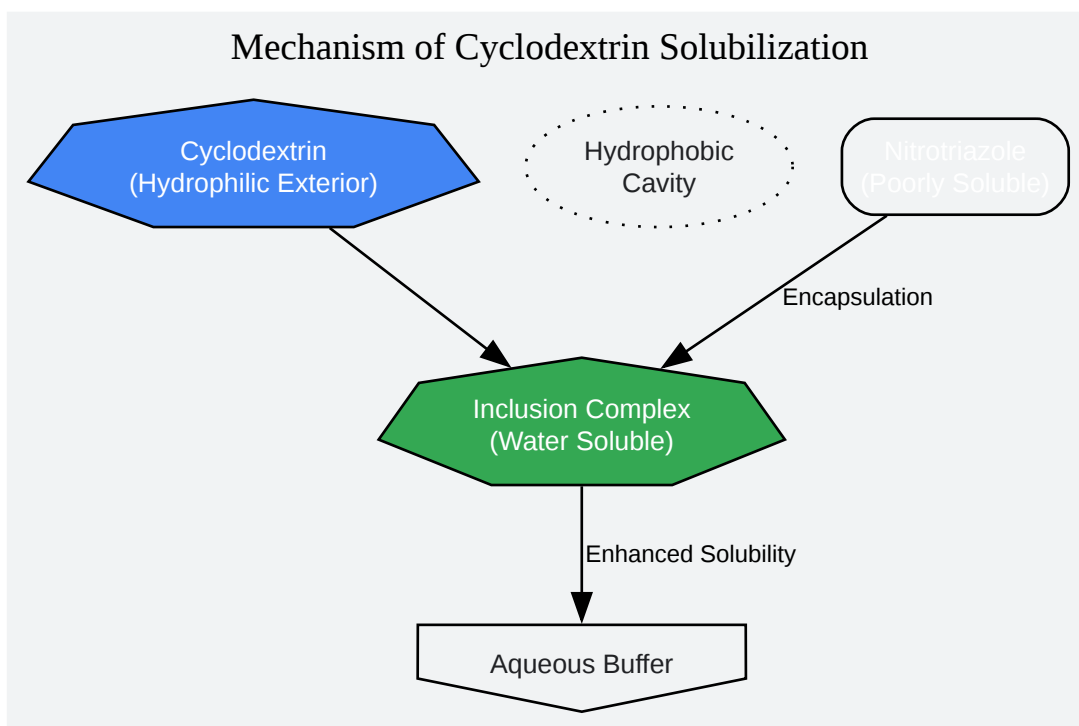 Mechanism of Cyclodextrin Solubilization
Cyclodextrin
(Hydrophilic Exterior)
Hydrophobic
Cavity
Nitrotriazole
(Poorly Soluble)
Encapsulation
Inclusion Complex
(Water Soluble)
Enhanced Solubility
Aqueous Buffer